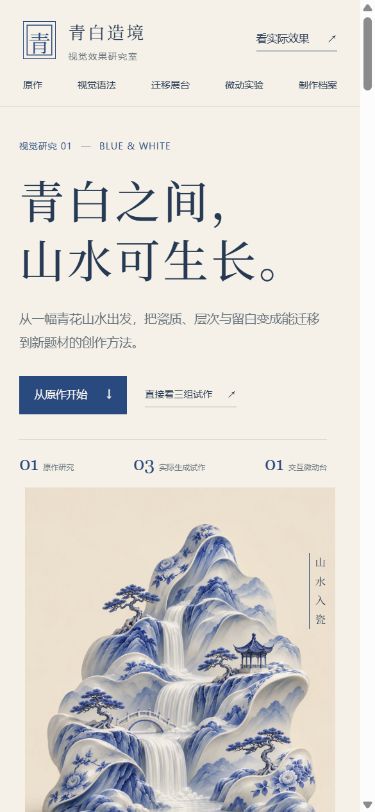 青
青白造境
视觉效果研究室
看实际效果 ↗
原作 视觉语法 迁移展台 微动实验 制作档案
视觉研究 01 — BLUE & WHITE
青白之间，
山水可生长。
从一幅青花山水出发，把瓷质、层次与留白变成能迁移
到新题材的创作方法。
从原作开始 ↓
直接看三组试作 ↗
01 原作研究 03 实际生成试作 01 交互微动台
山水入瓷